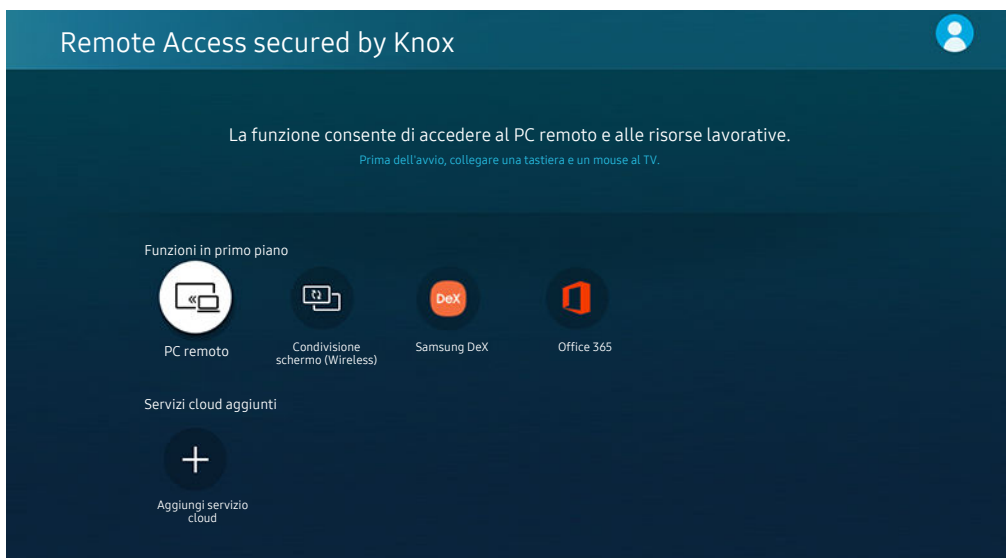 Remote Access secured by Knox
La funzione consente di accedere al PC remoto e alle risorse lavorative.
Prima dell'avvio, collegare una tastiera e un mouse al TV.
Funzioni in primo piano
DeX
PC remoto
Condivisione
schermo (Wireless)
Samsung DeX
Office 365
Servizi cloud aggiunti
Aggiungi servizio
cloud